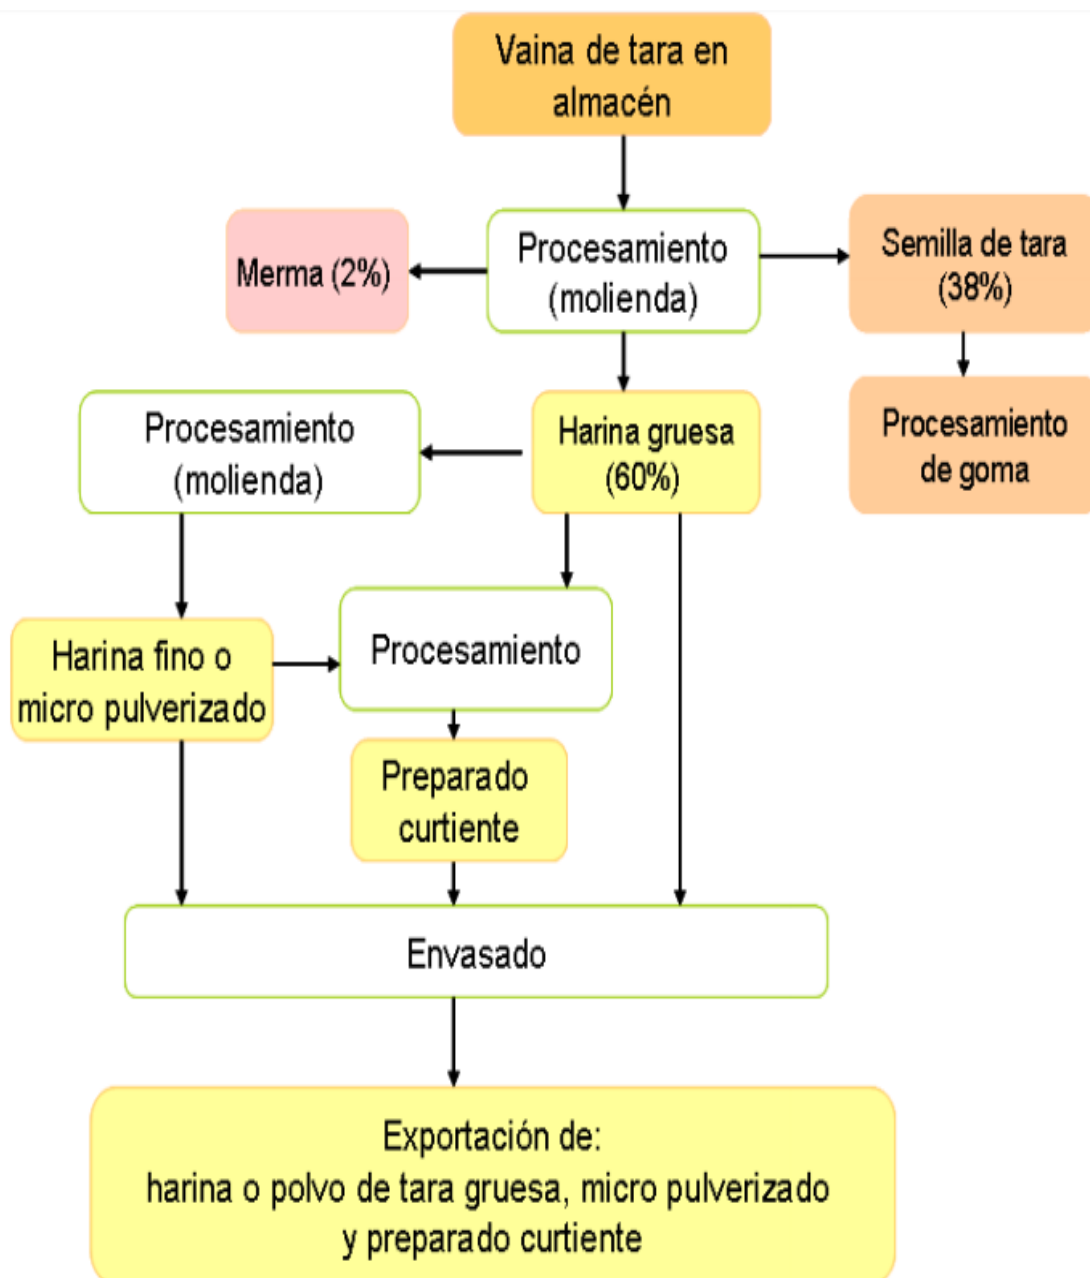 Vaina de tara en
almacén
Merma (2%)
Procesamiento
(molienda)
Semilla de tara
(38%)
Procesamiento
(molienda)
Harina gruesa
(60%)
Procesamiento
de goma
Harina fino o
micro pulverizado
Procesamiento
Preparado
curtiente
Envasado
Exportación de:
harina o polvo de tara gruesa, micro pulverizado
y preparado curtiente